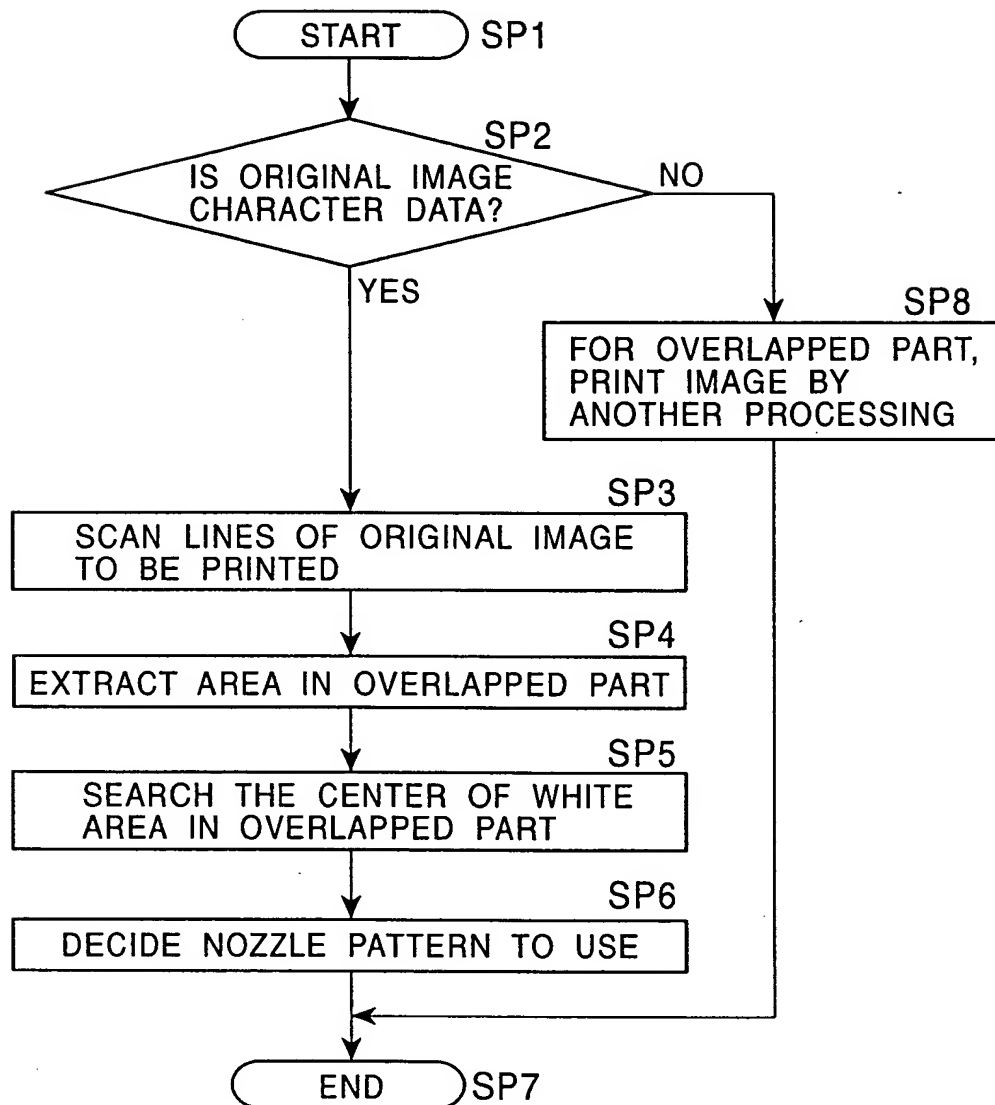 START
SP1
SP2
IS ORIGINAL IMAGE
CHARACTER DATA?
NO
YES
SP8
FOR OVERLAPPED PART,
PRINT IMAGE BY
ANOTHER PROCESSING
SP3
SCAN LINES OF ORIGINAL IMAGE
TO BE PRINTED
SP4
EXTRACT AREA IN OVERLAPPED PART
SP5
SEARCH THE CENTER OF WHITE
AREA IN OVERLAPPED PART
SP6
DECIDE NOZZLE PATTERN TO USE
END
SP7